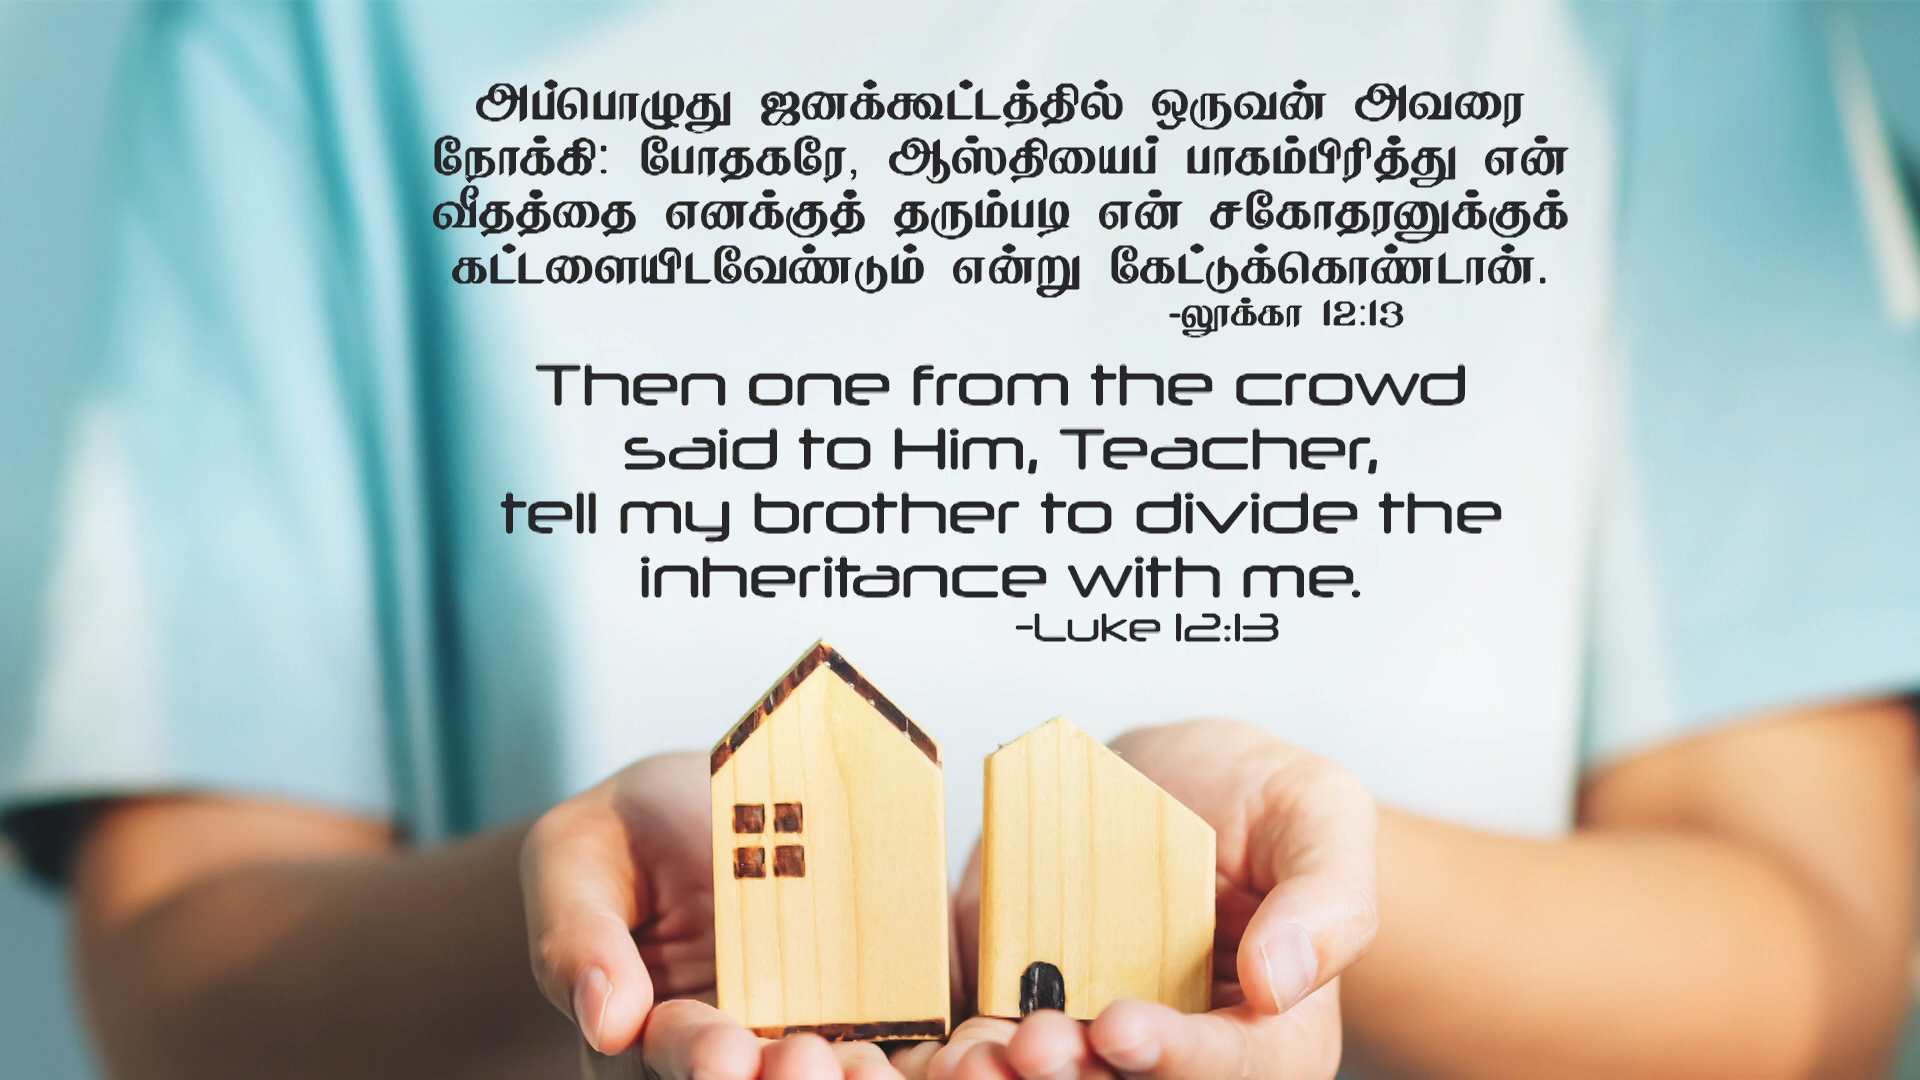 அப்பொழுது ஜனக்கூட்டத்தில் ஒருவன் அவரை
நோக்கி: போதகரே, ஆஸ்தியைப் பாகம்பிரித்து என்
வீதத்தை எனக்குத் தரும்படி என் சகோதரனுக்குக்
கட்டளையிடவேண்டும் என்று கேட்டுக்கொண்டான்.
-லூக்கா 12:13
Then one from the crowd
said to Him, Teacher,
tell my brother to divide the
inheritance with me.
-Luke 12:13